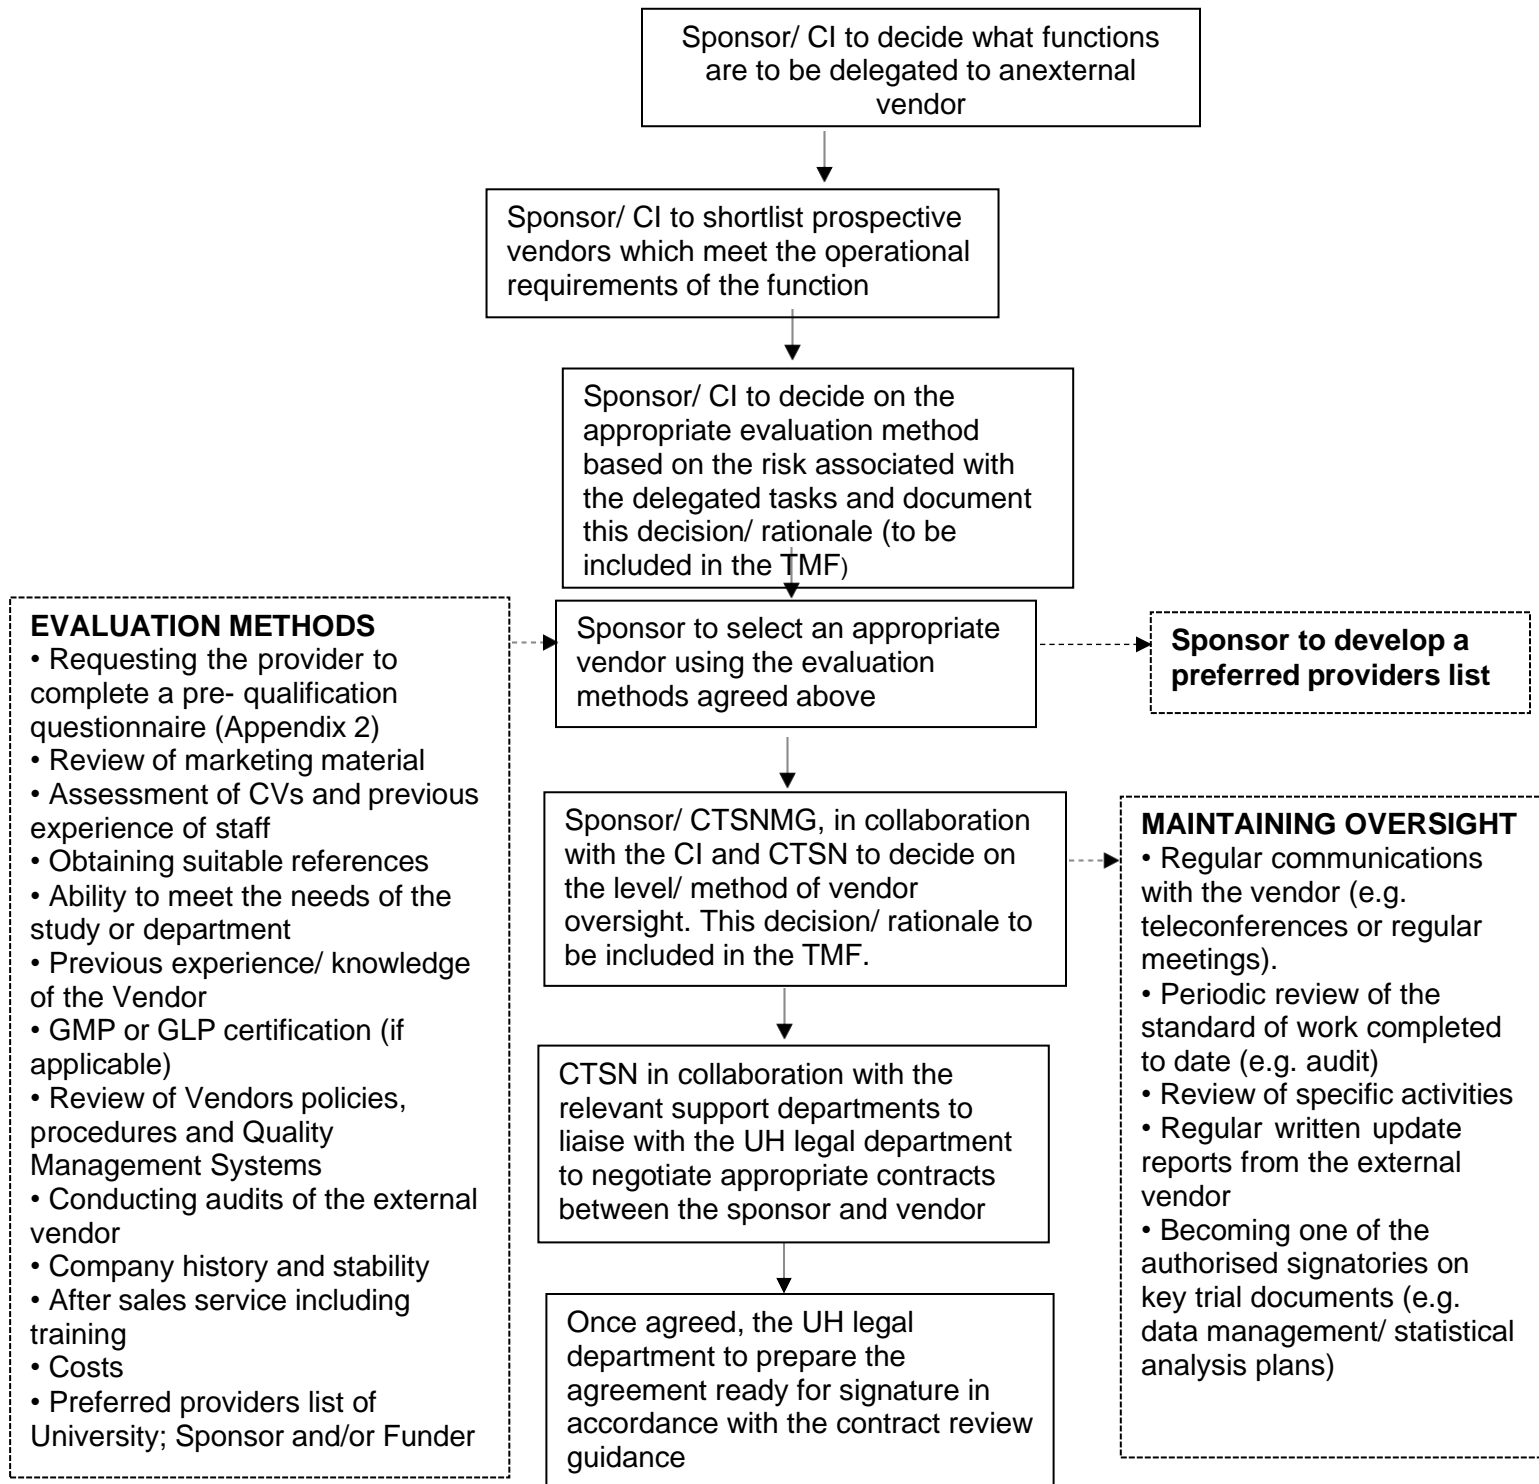 Sponsor/ CI to decide what functions
are to be delegated to anexternal
vendor
Sponsor/ CI to shortlist prospective
vendors which meet the operational
requirements of the function
Sponsor/ CI to decide on the
appropriate evaluation method
based on the risk associated with
the delegated tasks and document
this decision/ rationale (to be
included in the TMF)
EVALUATION METHODS
• Requesting the provider to
complete a pre- qualification
questionnaire (Appendix 2)
• Review of marketing material
• Assessment of CVs and previous
experience of staff
• Obtaining suitable references
• Ability to meet the needs of the
study or department
• Previous experience/ knowledge
of the Vendor
• GMP or GLP certification (if
applicable)
• Review of Vendors policies,
procedures and Quality
Management Systems
• Conducting audits of the external
vendor
• Company history and stability
• After sales service including
training
• Costs
• Preferred providers list of
University; Sponsor and/or Funder
Sponsor to select an appropriate
vendor using the evaluation
methods agreed above
Sponsor to develop a
preferred providers list
Sponsor/ CTSNMG, in collaboration
with the CI and CTSN to decide on
the level/ method of vendor
oversight. This decision/ rationale to
be included in the TMF.
MAINTAINING OVERSIGHT
• Regular communications
with the vendor (e.g.
teleconferences or regular
meetings).
• Periodic review of the
standard of work completed
to date (e.g. audit)
• Review of specific activities
• Regular written update
reports from the external
vendor
• Becoming one of the
authorised signatories on
key trial documents (e.g.
data management/ statistical
analysis plans)
CTSN in collaboration with the
relevant support departments to
liaise with the UH legal department
to negotiate appropriate contracts
between the sponsor and vendor
Once agreed, the UH legal
department to prepare the
agreement ready for signature in
accordance with the contract review
guidance